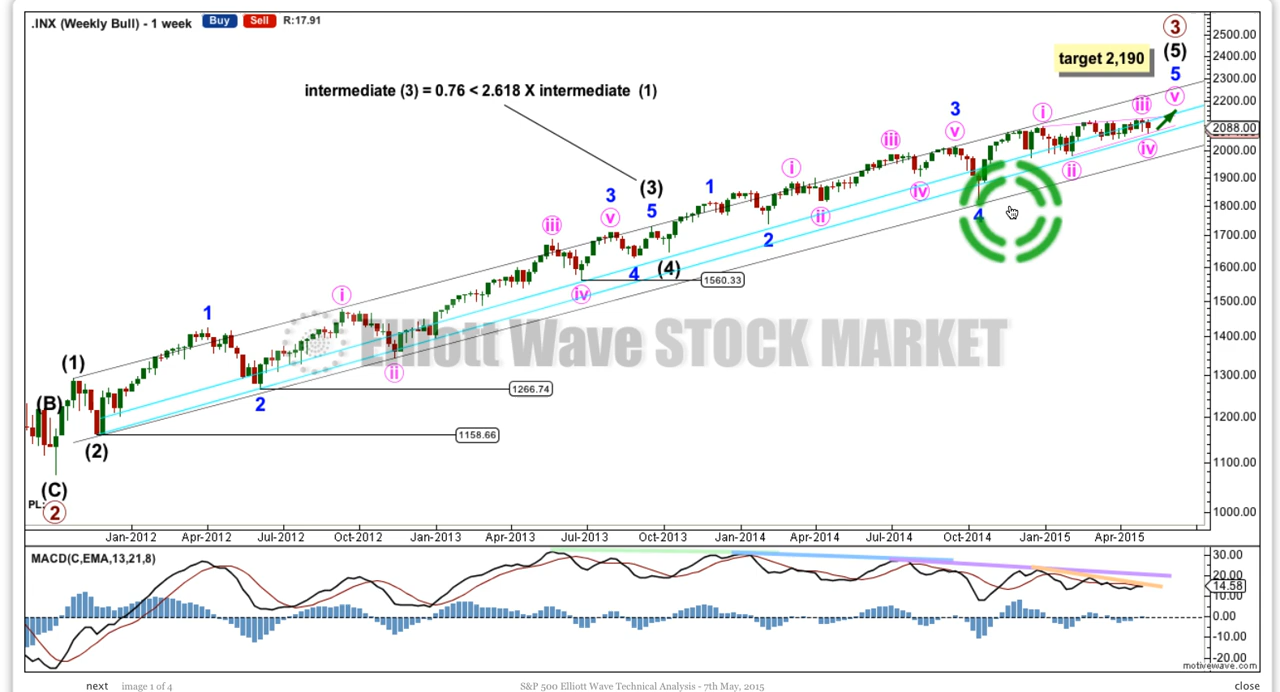 .INX (Weekly Bull) - 1 week Buy Sell R:17.91
3
2500.00
(5)
target 2,190
2400.00
5
2300.00
intermediate (3) = 0.76 < 2.618 X intermediate (1)
v
iii
2200.00
3
i
v
2088.00
iii
iv
2000.00
i
ii
1900.00
(3)
1
iv
3
5
ii
4
1800.00
v
iii
2
1700.00
4
(4)
1600.00
1560.33
iv
i
1500.00
1
1400.00
Elliott Wave STOCK MARKET
(1)
ii
1300.00
1266.74
(B)
2
1200.00
1158.66
(2)
1100.00
(C)
PL:
2
1000.00
Jan-2012 Apr-2012 Jul-2012 Oct-2012 Jan-2013 Apr-2013 Jul-2013 Oct-2013 Jan-2014 Apr-2014 Jul-2014 Oct-2014 Jan-2015 Apr-2015
MACD(C,EMA,13,21,8)
30.00
20.00
14.58
10.00
0.00
-10.00
-20.00
motivewave.com
next image 1 of 4 S&P 500 Elliott Wave Technical Analysis - 7th May, 2015 close